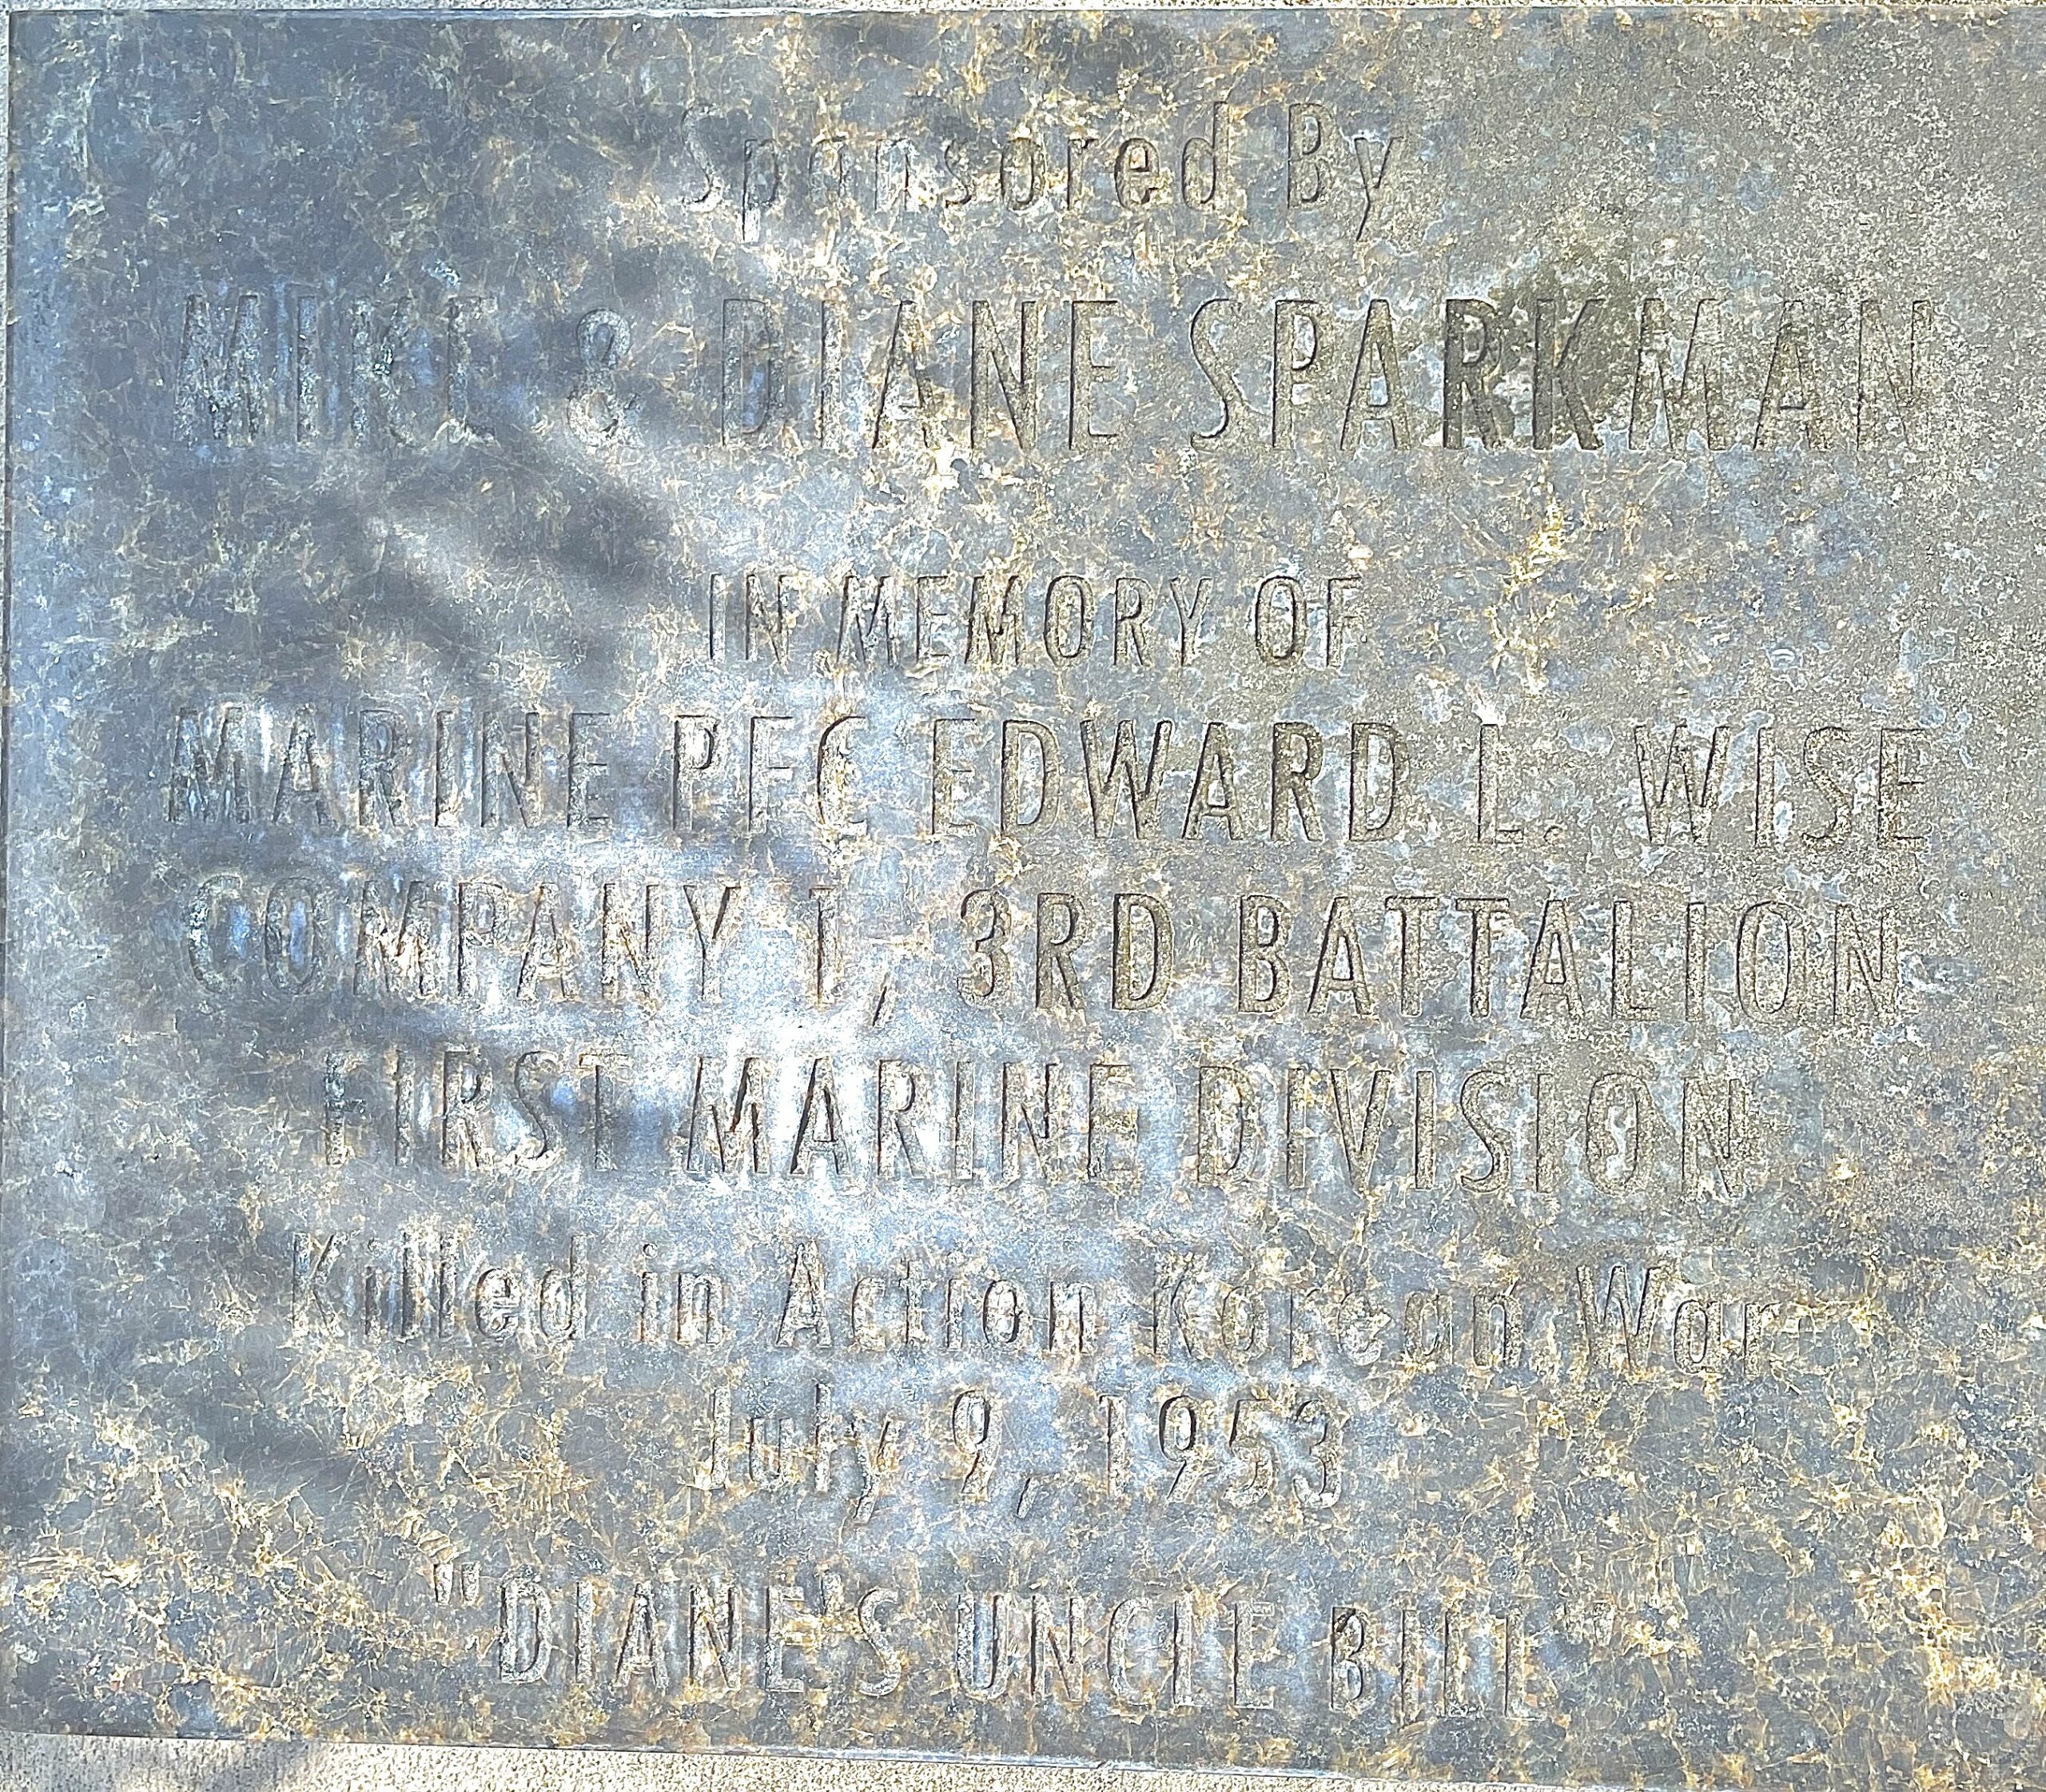 Sponsored By
MIKE & DIANE SPARKMAN
IN MEMORY OF
MARINE PFC EDWARD L. WISE
COMPANY 1, 3RD BATTALION
FIRST MARINE DIVISION
Killed in Action Korean War
July 9, 1953
"DIANE'S UNCLE BILL"